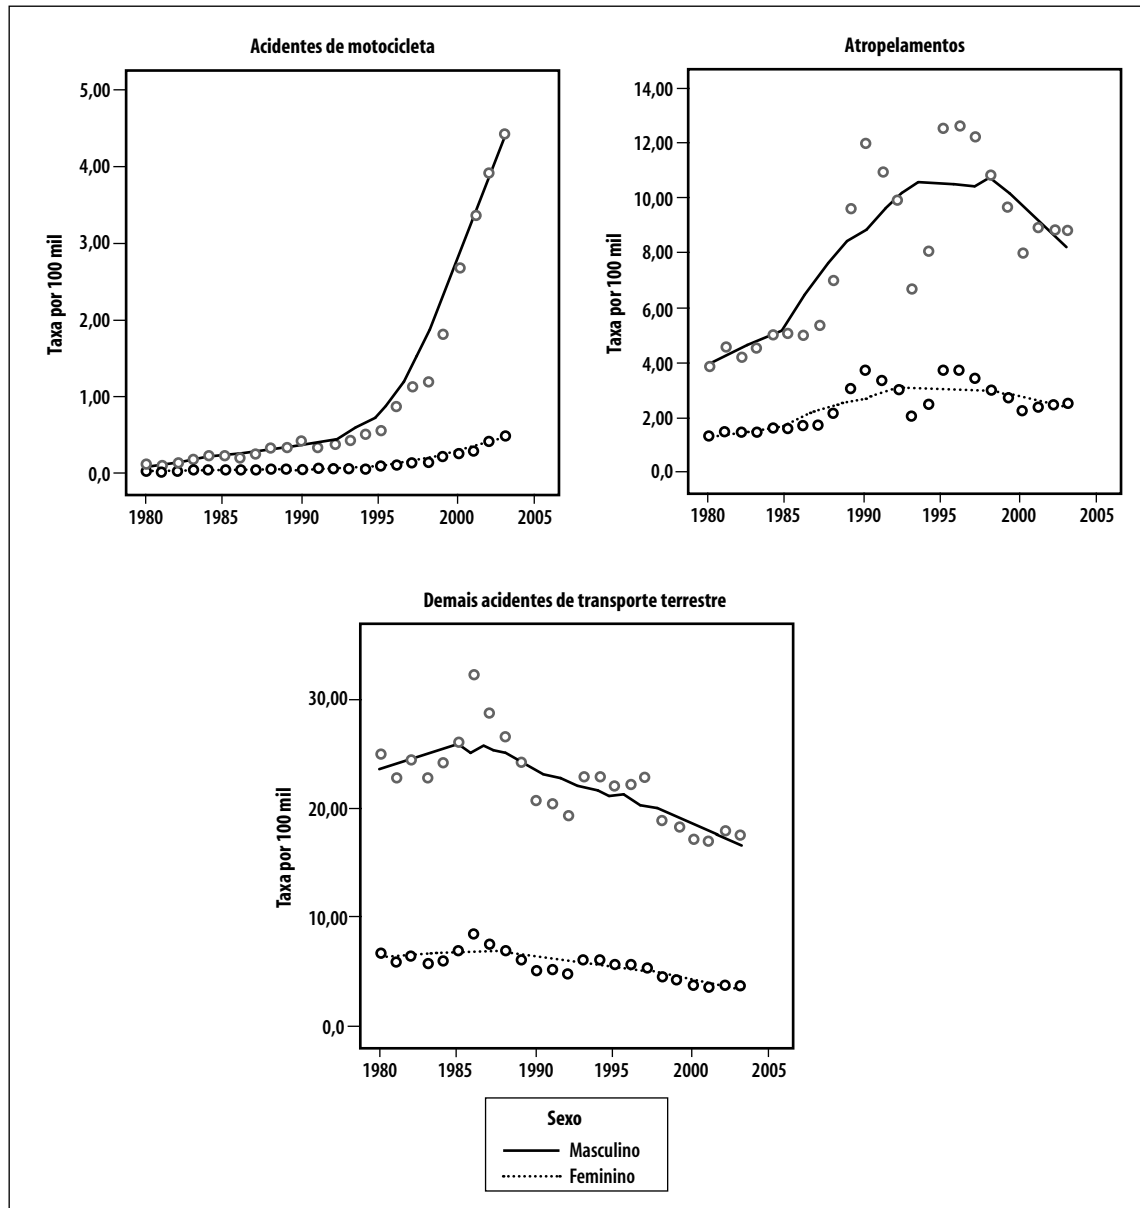 Acidentes de motocicleta
Taxa por 100 mil
5,00
4,00
3,00
2,00
1,00
0,0
1980 1985 1990 1995 2000 2005
Atropelamentos
Taxa por 100 mil
14,00
12,00
10,00
8,00
6,00
4,00
2,00
0,0
1980 1985 1990 1995 2000 2005
Demais acidentes de transporte terrestre
Taxa por 100 mil
30,00
20,00
10,00
0,0
1980 1985 1990 1995 2000 2005
Sexo
Masculino
Feminino